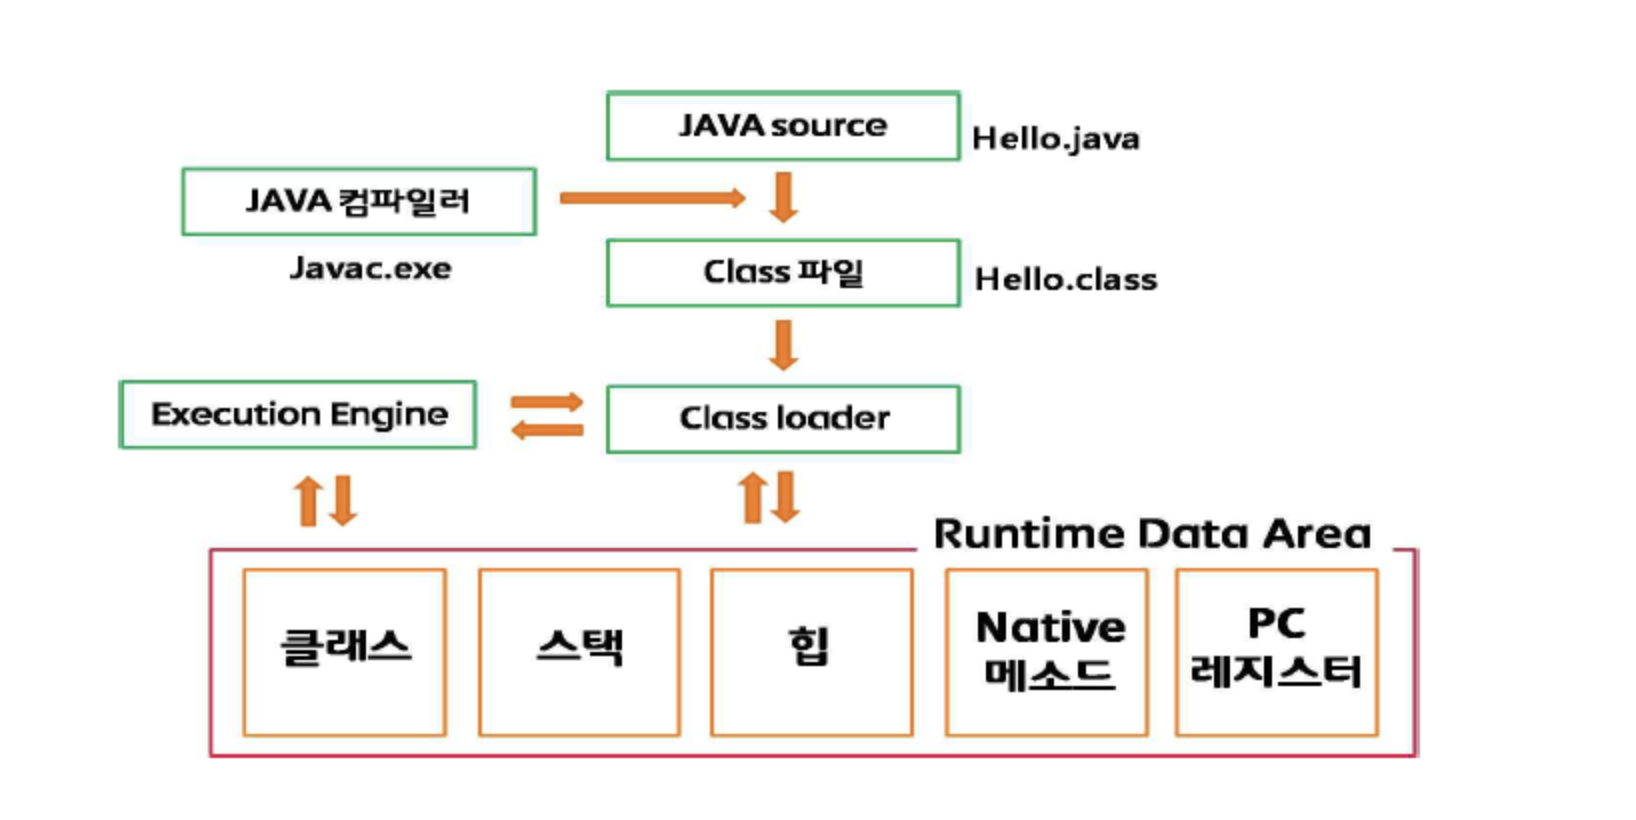 JAVA source
Hello.java
JAVA 컴파일러
Javac.exe
Class 파일
Hello.class
Execution Engine
Class loader
Runtime Data Area
클래스
스택
힙
Native
메소드
PC
레지스터